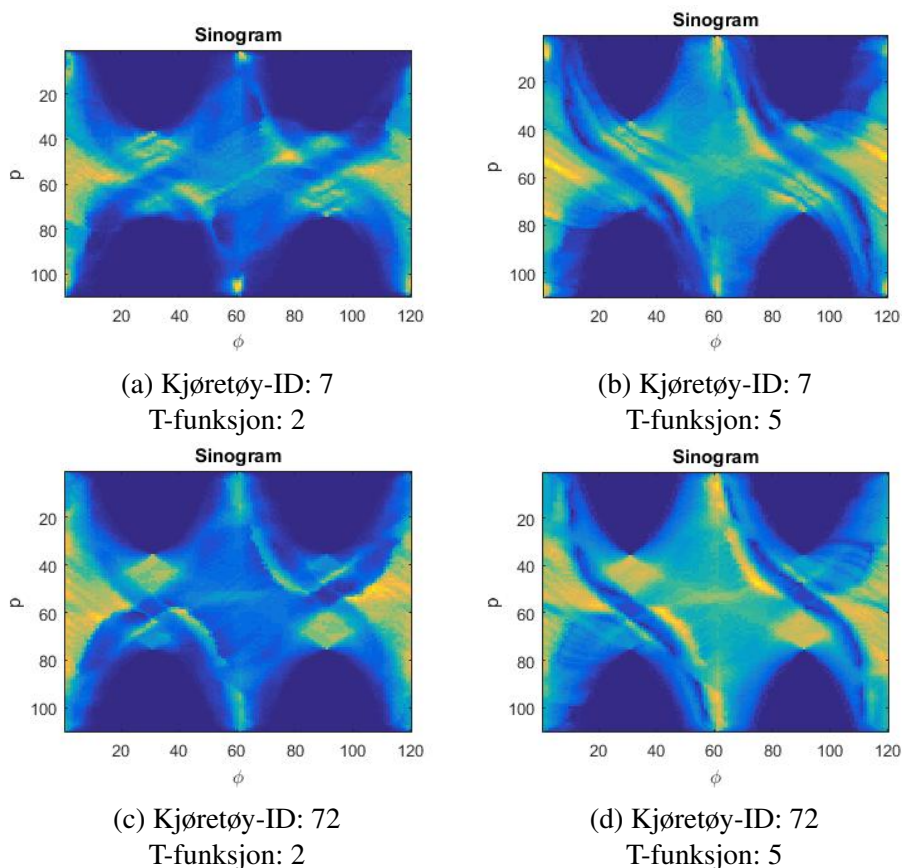 Sinogram
20
40
60
80
100
p
20 40 60 80 100 120
ϕ
(a) Kjøretøy-ID: 7
T-funksjon: 2
Sinogram
20
40
60
80
100
p
20 40 60 80 100 120
ϕ
(b) Kjøretøy-ID: 7
T-funksjon: 5
Sinogram
20
40
60
80
100
p
20 40 60 80 100 120
ϕ
(c) Kjøretøy-ID: 72
T-funksjon: 2
Sinogram
20
40
60
80
100
p
20 40 60 80 100 120
ϕ
(d) Kjøretøy-ID: 72
T-funksjon: 5